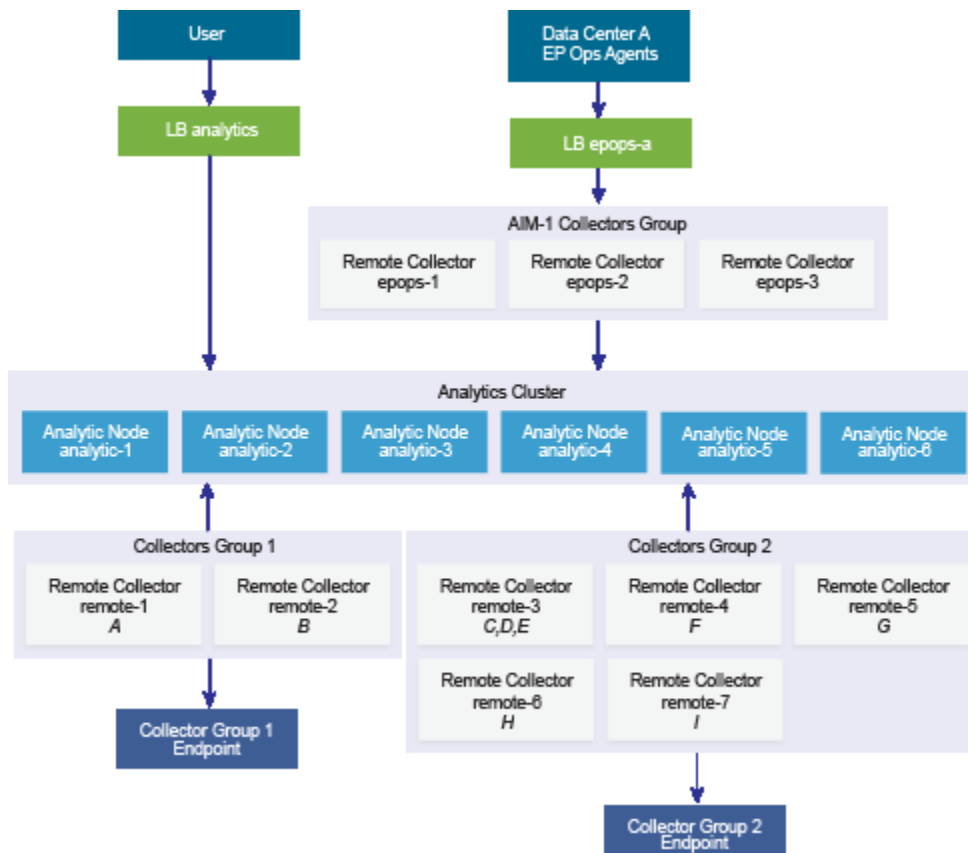 User
Data Center A
EP Ops Agents
LB analytics
LB epops-a
AIM-1 Collectors Group
Remote Collector
epops-1
Remote Collector
epops-2
Remote Collector
epops-3
Analytics Cluster
Analytic Node
analytic-1
Analytic Node
analytic-2
Analytic Node
analytic-3
Analytic Node
analytic-4
Analytic Node
analytic-5
Analytic Node
analytic-6
Collectors Group 1
Remote Collector
remote-1
A
Remote Collector
remote-2
B
Collector Group 1
Endpoint
Collectors Group 2
Remote Collector
remote-3
C,D,E
Remote Collector
remote-4
F
Remote Collector
remote-5
G
Remote Collector
remote-6
H
Remote Collector
remote-7
I
Collector Group 2
Endpoint